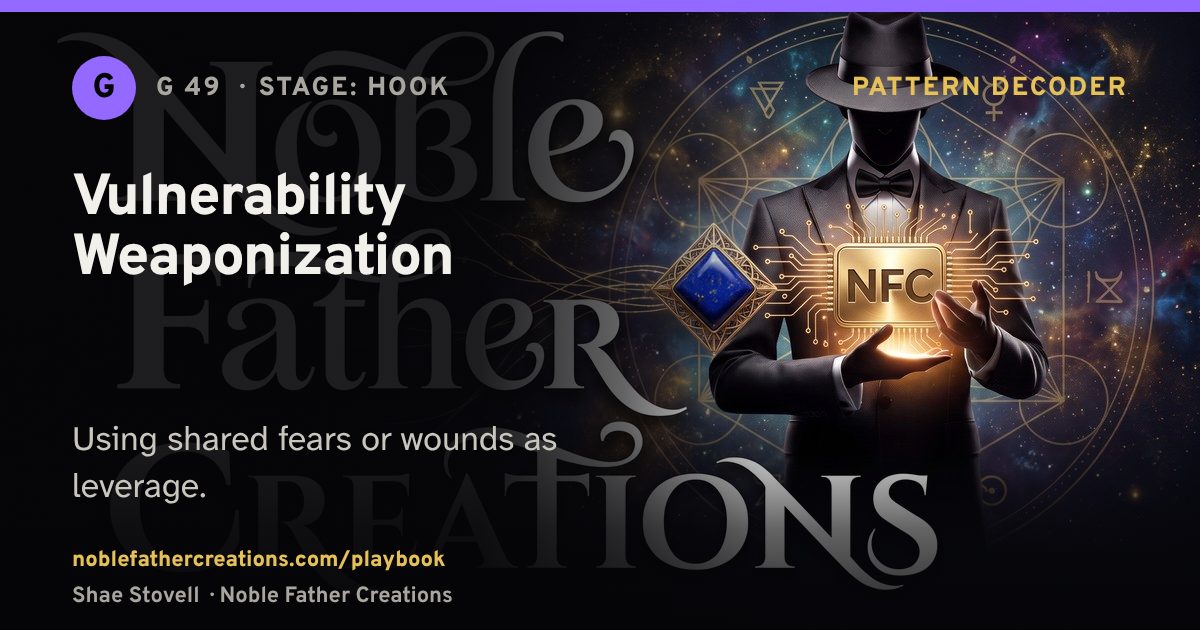 G
G 49 · STAGE: HOOK
PATTERN DECODER
Vulnerability
Weaponization
Using shared fears or wounds as
leverage.
noblefathercreations.com/playbook
Shae Stovell · Noble Father Creations
Noble
Father
Creations
NFC